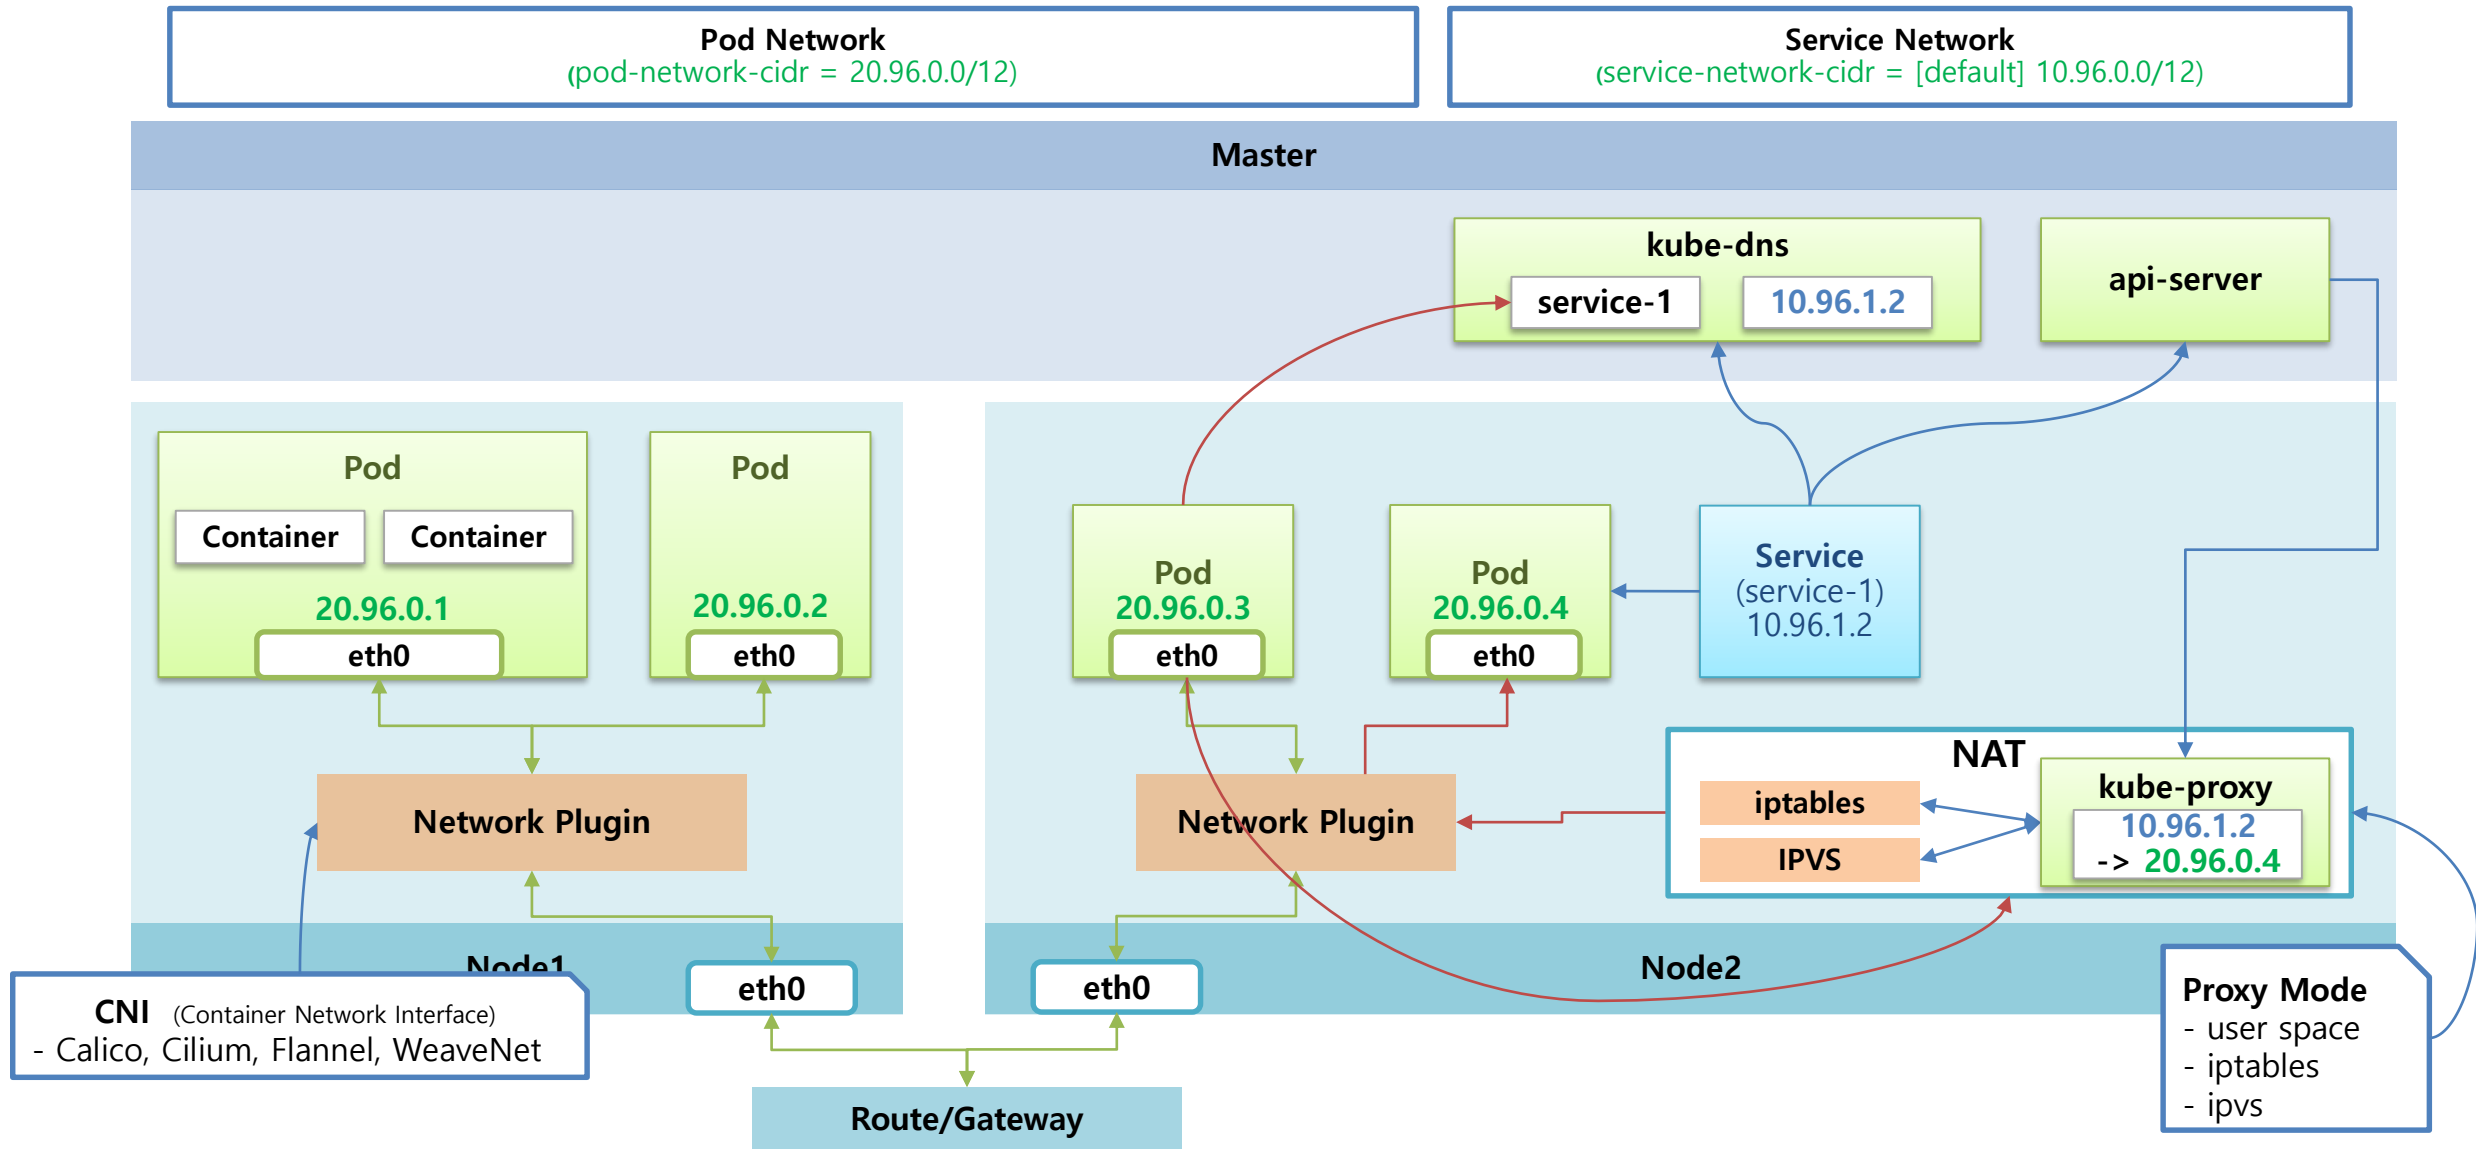 Pod Network
(pod-network-cidr = 20.96.0.0/12)
Service Network
(service-network-cidr = [default] 10.96.0.0/12)
Master
kube-dns
service-1
10.96.1.2
api-server
Pod
Container
Container
20.96.0.1
eth0
Pod
20.96.0.2
eth0
Pod
20.96.0.3
eth0
Pod
20.96.0.4
eth0
Service
(service-1)
10.96.1.2
Network Plugin
Network Plugin
NAT
iptables
IPVS
kube-proxy
10.96.1.2
-> 20.96.0.4
Node1
eth0
eth0
Node2
CNI (Container Network Interface)
- Calico, Cilium, Flannel, WeaveNet
Proxy Mode
- user space
- iptables
- ipvs
Route/Gateway